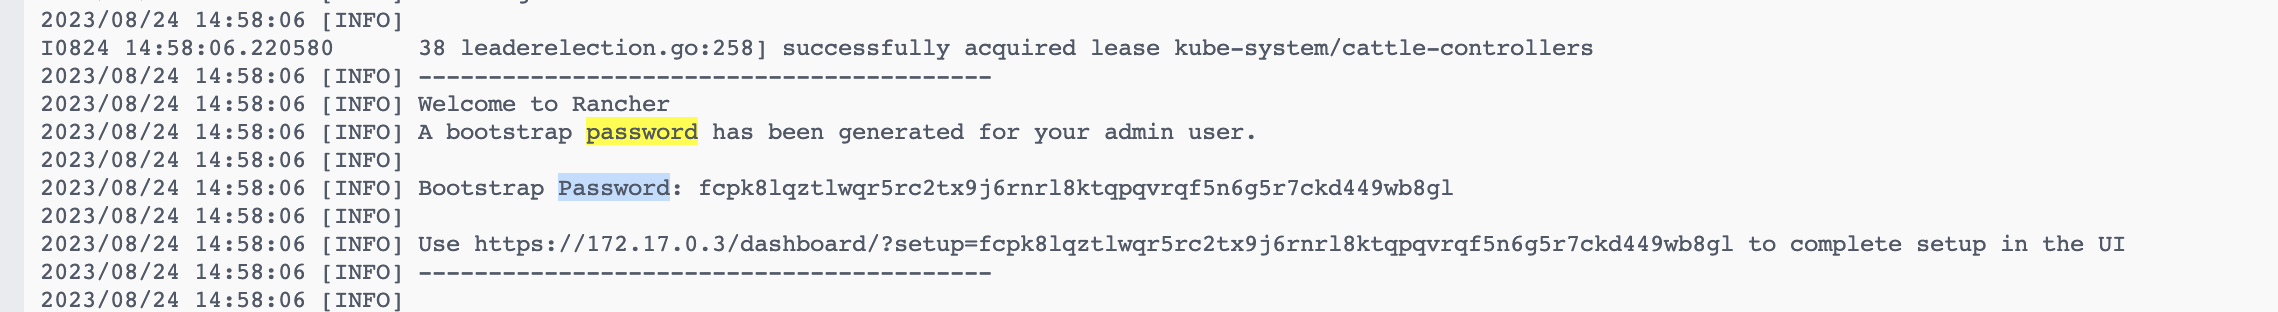 2023/08/24 14:58:06 [INFO]
I0824 14:58:06.220580      38 leaderelection.go:258] successfully acquired lease kube-system/cattle-controllers
2023/08/24 14:58:06 [INFO] -----------------------------------------
2023/08/24 14:58:06 [INFO] Welcome to Rancher
2023/08/24 14:58:06 [INFO] A bootstrap password has been generated for your admin user.
2023/08/24 14:58:06 [INFO]
2023/08/24 14:58:06 [INFO] Bootstrap Password: fcpk8lqztlwqr5rc2tx9j6rnrl8ktqpqvrqf5n6g5r7ckd449wb8gl
2023/08/24 14:58:06 [INFO]
2023/08/24 14:58:06 [INFO] Use https://172.17.0.3/dashboard/?setup=fcpk8lqztlwqr5rc2tx9j6rnrl8ktqpqvrqf5n6g5r7ckd449wb8gl to complete setup in the UI
2023/08/24 14:58:06 [INFO] -----------------------------------------
2023/08/24 14:58:06 [INFO]